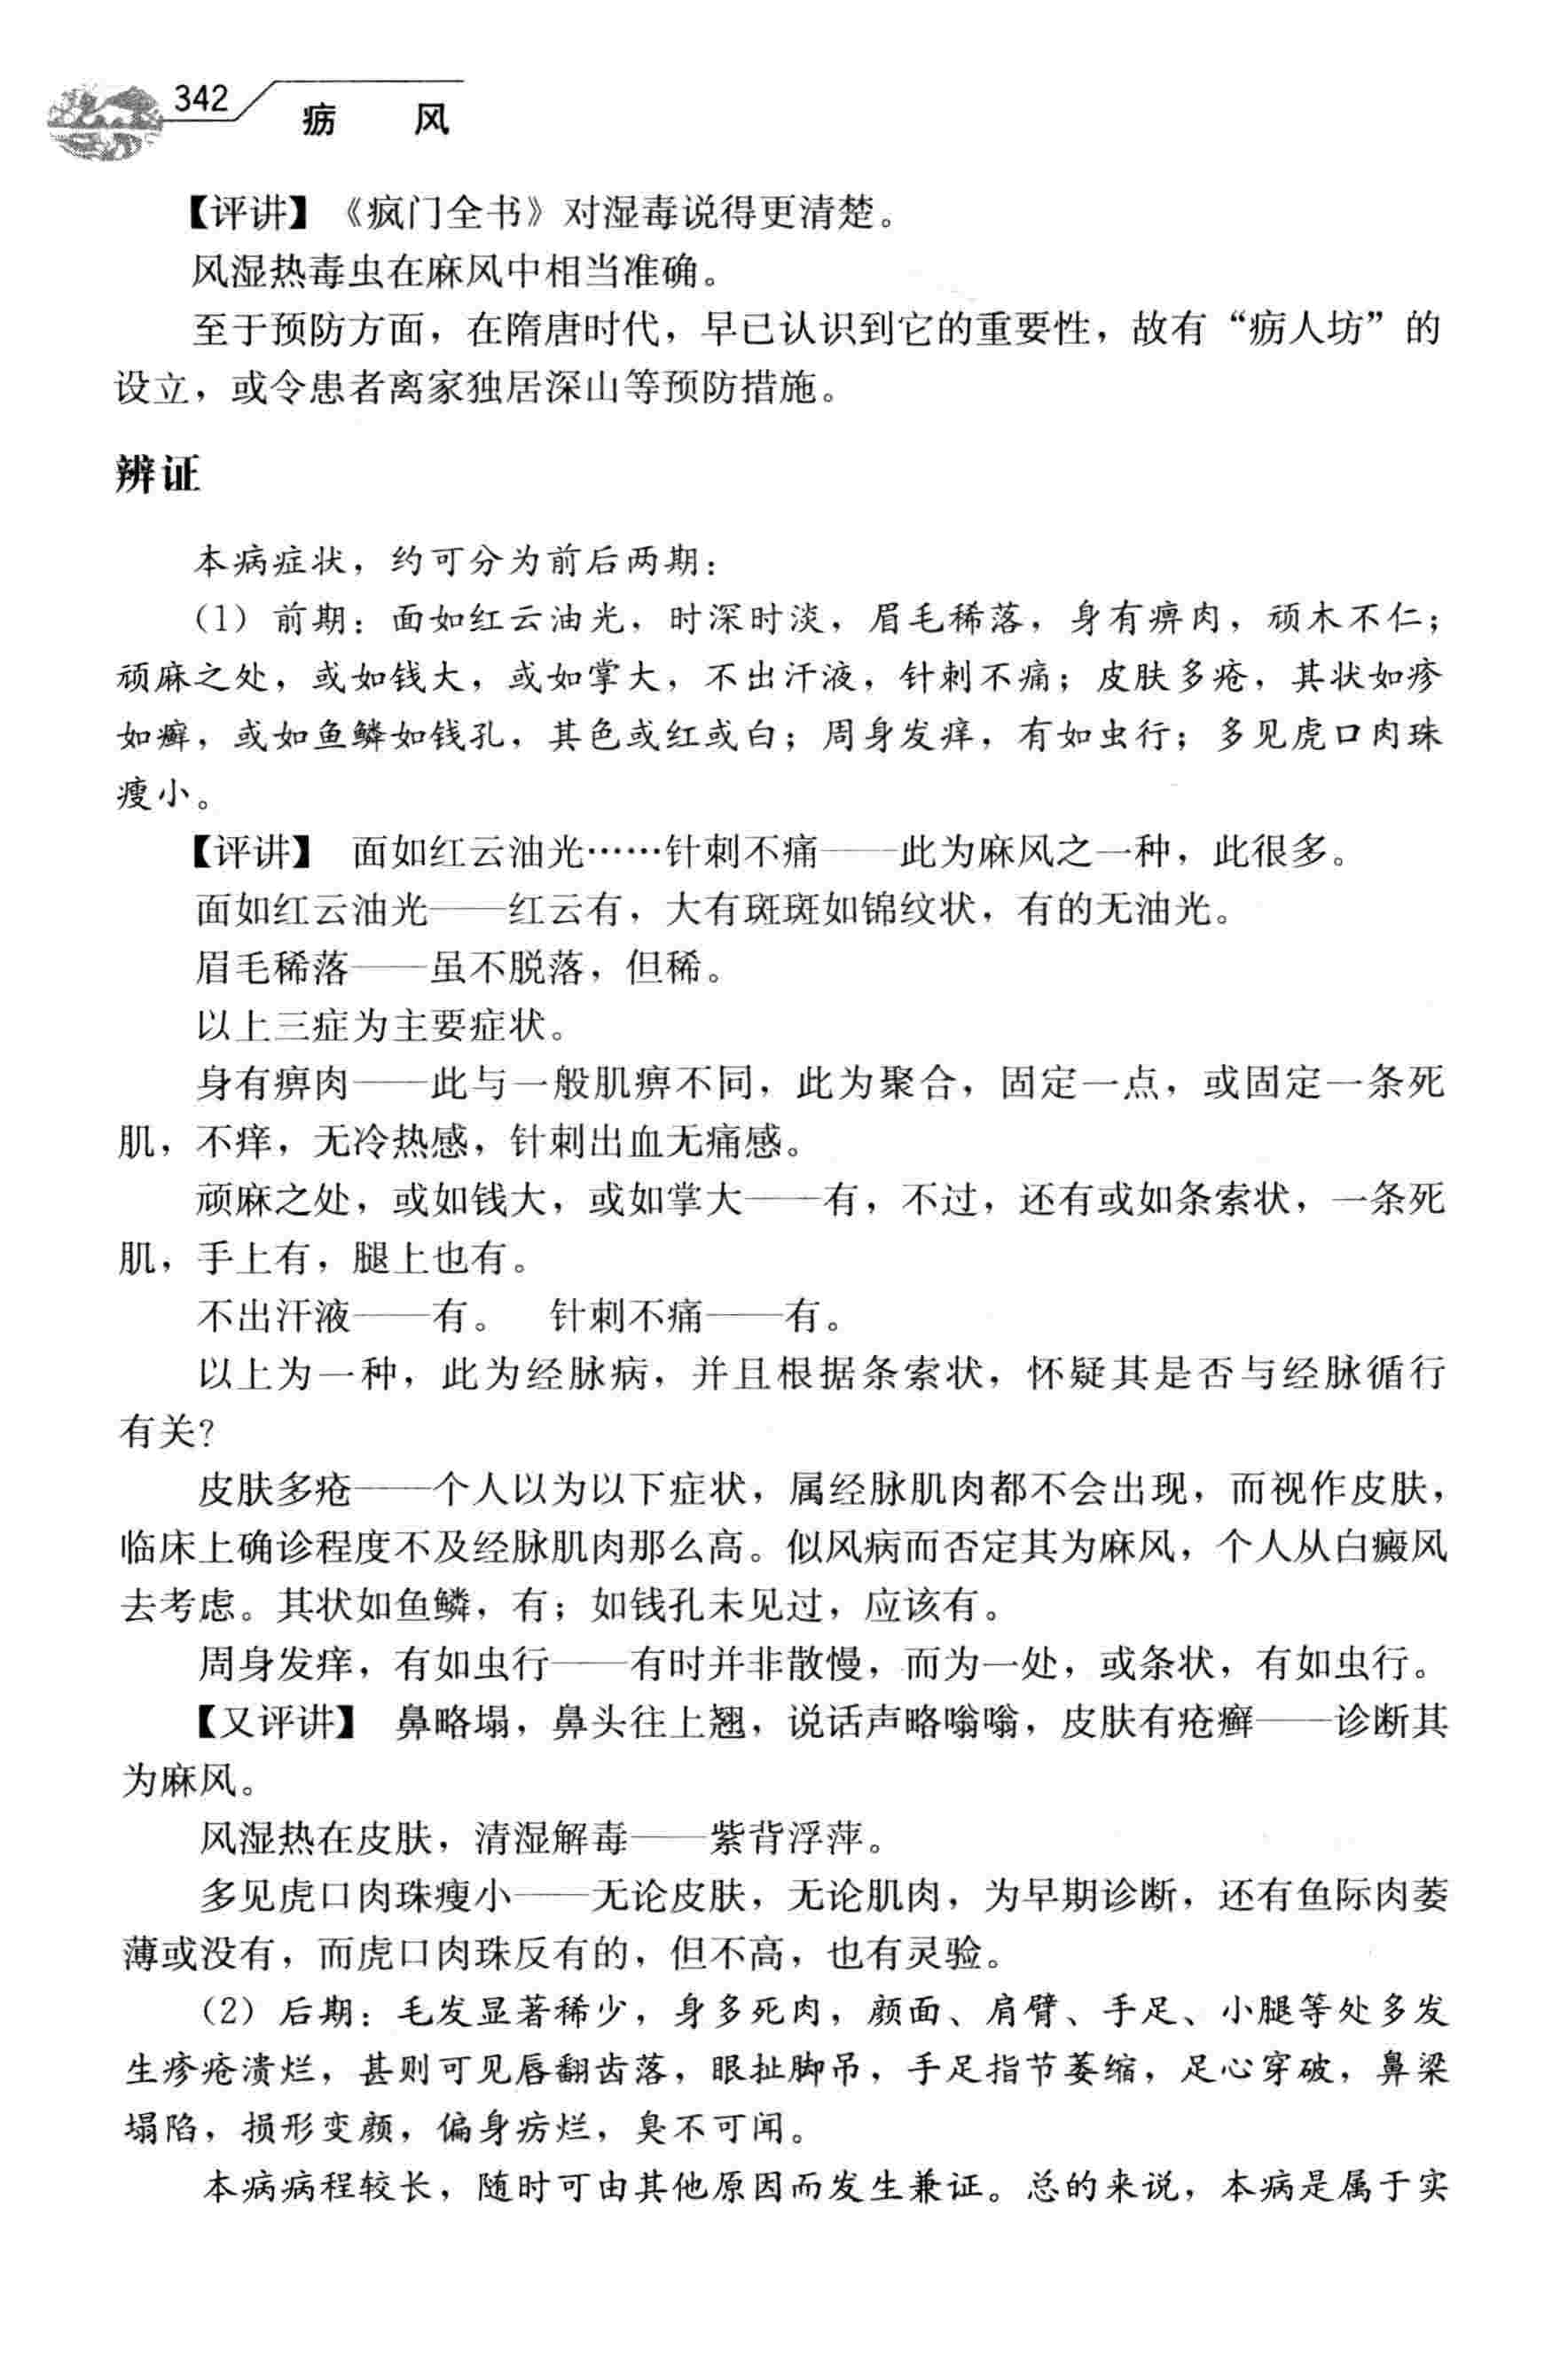 342
疠 风
【评讲】《疯门全书》对湿毒说得更清楚。
风湿热毒虫在麻风中相当准确。
至于预防方面，在隋唐时代，早已认识到它的重要性，故有“疠人坊”的
设立，或令患者离家独居深山等预防措施。
辨证
本病症状，约可分为前后两期：
（1）前期：面如红云油光，时深时淡，眉毛稀落，身有痹肉，顽木不仁；
顽麻之处，或如钱大，或如掌大，不出汗液，针刺不痛；皮肤多疮，其状如疹
如癣，或如鱼鳞如钱孔，其色或红或白；周身发痒，有如虫行；多见虎口肉珠
瘦小。
【评讲】 面如红云油光……针刺不痛——此为麻风之一种，此很多。
面如红云油光——红云有，大有斑斑如锦纹状，有的无油光。
眉毛稀落——虽不脱落，但稀。
以上三症为主要症状。
身有痹肉——此与一般肌痹不同，此为聚合，固定一点，或固定一条死
肌，不痒，无冷热感，针刺出血无痛感。
顽麻之处，或如钱大，或如掌大——有，不过，还有或如条索状，一条死
肌，手上有，腿上也有。
不出汗液——有。 针刺不痛——有。
以上为一种，此为经脉病，并且根据条索状，怀疑其是否与经脉循行
有关？
皮肤多疮——个人以为以下症状，属经脉肌肉都不会出现，而视作皮肤，
临床上确诊程度不及经脉肌肉那么高。似风病而否定其为麻风，个人从白癜风
去考虑。其状如鱼鳞，有；如钱孔未见过，应该有。
周身发痒，有如虫行——有时并非散慢，而为一处，或条状，有如虫行。
【又评讲】 鼻略塌，鼻头往上翘，说话声略嗡嗡，皮肤有疮癣——诊断其
为麻风。
风湿热在皮肤，清湿解毒——紫背浮萍。
多见虎口肉珠瘦小——无论皮肤，无论肌肉，为早期诊断，还有鱼际肉萎
薄或没有，而虎口肉珠反有的，但不高，也有灵验。
（2）后期：毛发显著稀少，身多死肉，颜面、肩臂、手足、小腿等处多发
生疹疮溃烂，甚则可见唇翻齿落，眼扯脚吊，手足指节萎缩，足心穿破，鼻梁
塌陷，损形变颜，偏身疠烂，臭不可闻。
本病病程较长，随时可由其他原因而发生兼证。总的来说，本病是属于实